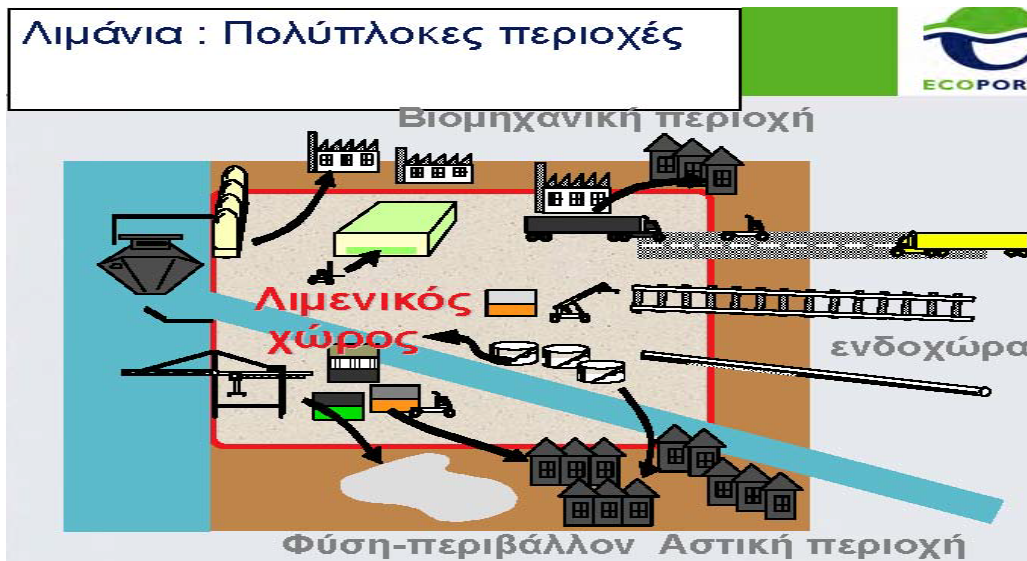 Λιμάνια : Πολύπλοκες περιοχές
ECOPOR
Βιομηχανική περιοχή
Λιμενικός
χώρος
ενδοχώρα
Φύση-περιβάλλον Αστική περιοχή